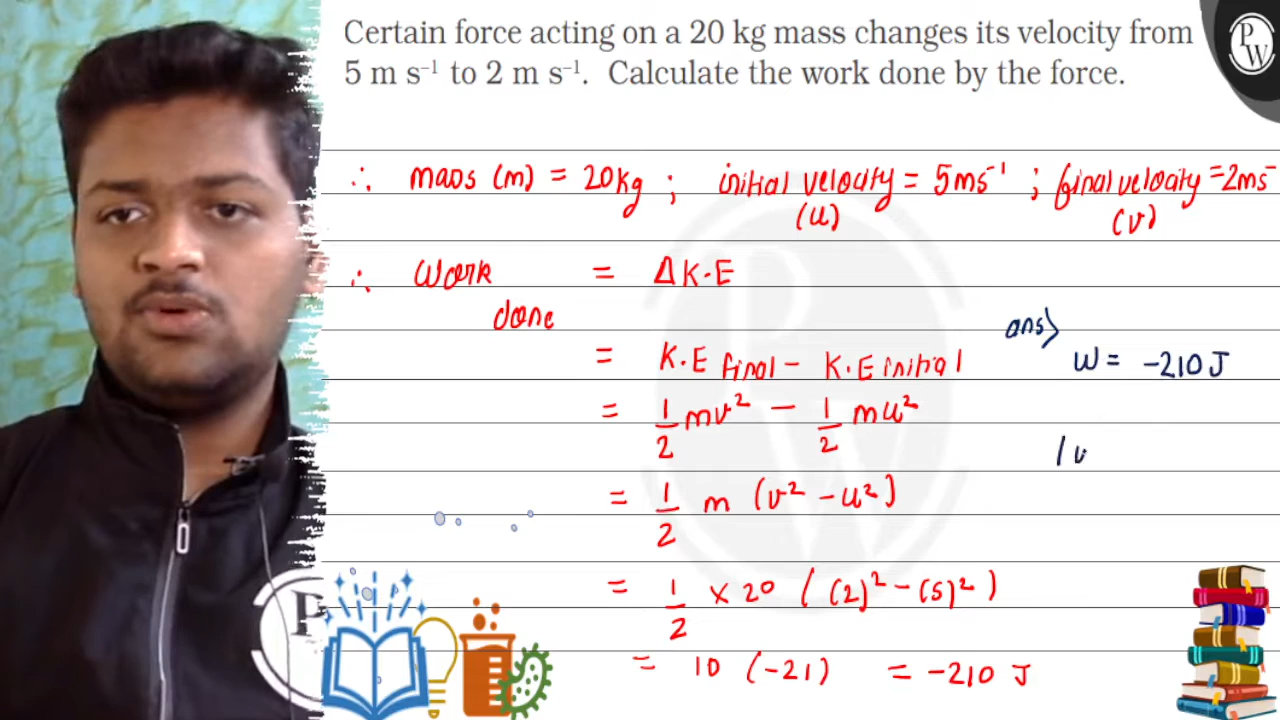 Certain force acting on a 20 kg mass changes its velocity from
5 m s⁻¹ to 2 m s⁻¹. Calculate the work done by the force.
PW
∴ mass (m) = 20kg ; initial velocity = 5ms⁻¹ ; final velocity = 2ms⁻
(u) (v)
∴ Work = ΔK.E
done
ans>
= K.E final - K.E initial
W = -210 J
= 1/2 mv² - 1/2 mu²
= 1/2 m (v² - u²)
= 1/2 × 20 ((2)² - (5)²)
= 10 (-21) = -210 J